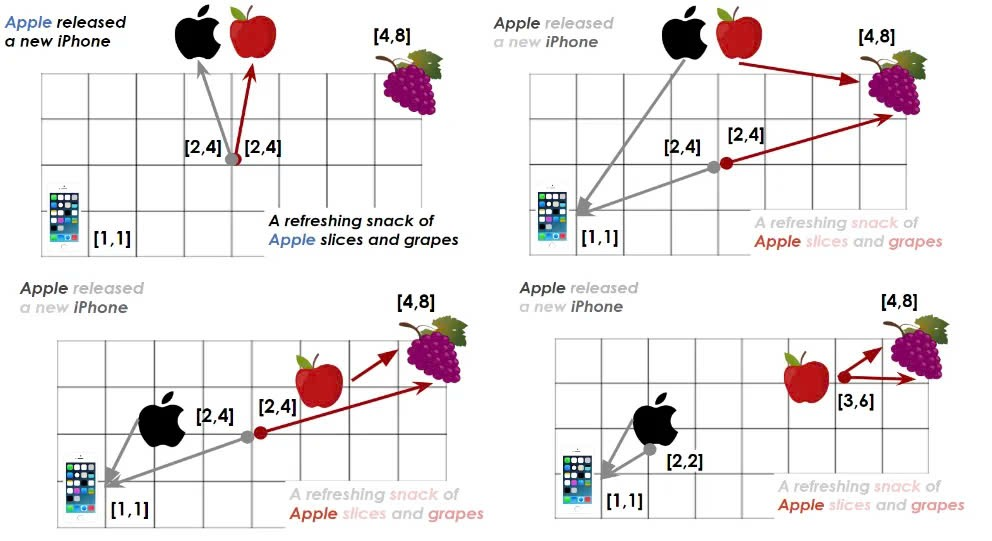 Apple released
a new iPhone
[4,8]
[2,4] [2,4]
[1,1]
A refreshing snack of
Apple slices and grapes
Apple released
a new iPhone
[4,8]
[2,4]
[2,4]
[1,1]
A refreshing snack of
Apple slices and grapes
Apple released
a new iPhone
[4,8]
[2,4] [2,4]
[1,1]
A refreshing snack of
Apple slices and grapes
Apple released
a new iPhone
[4,8]
[3,6]
[2,2]
[1,1]
A refreshing snack of
Apple slices and grapes